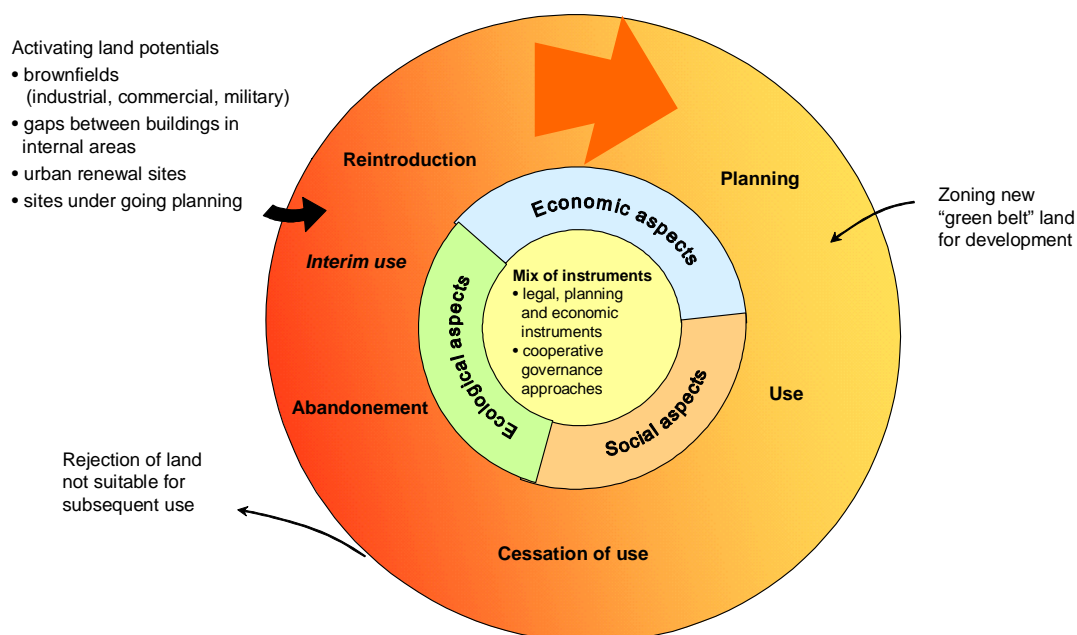 Activating land potentials
• brownfields
(industrial, commercial, military)
• gaps between buildings in
internal areas
• urban renewal sites
• sites under going planning
Reintroduction
Planning
Zoning new
“green belt” land
for development
Interim use
Economic aspects
Mix of instruments
• legal, planning
and economic
instruments
• cooperative
governance
approaches
Ecological aspects
Social aspects
Use
Abandonement
Rejection of land
not suitable for
subsequent use
Cessation of use